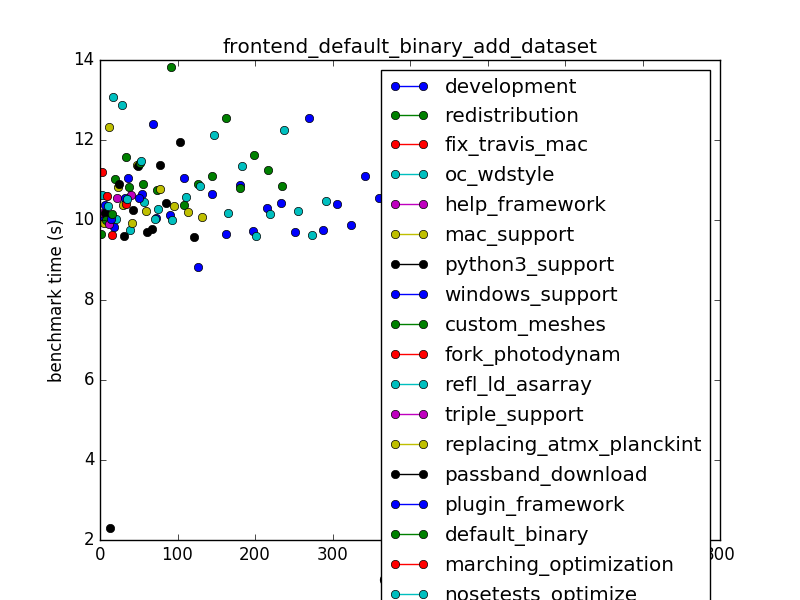 frontend_default_binary_add_dataset
14
12
10
8
6
4
2
benchmark time (s)
0
100
200
300
800
development
redistribution
fix_travis_mac
oc_wdstyle
help_framework
mac_support
python3_support
windows_support
custom_meshes
fork_photodynam
refl_ld_asarray
triple_support
replacing_atmx_planckint
passband_download
plugin_framework
default_binary
marching_optimization
nosetests_optimize